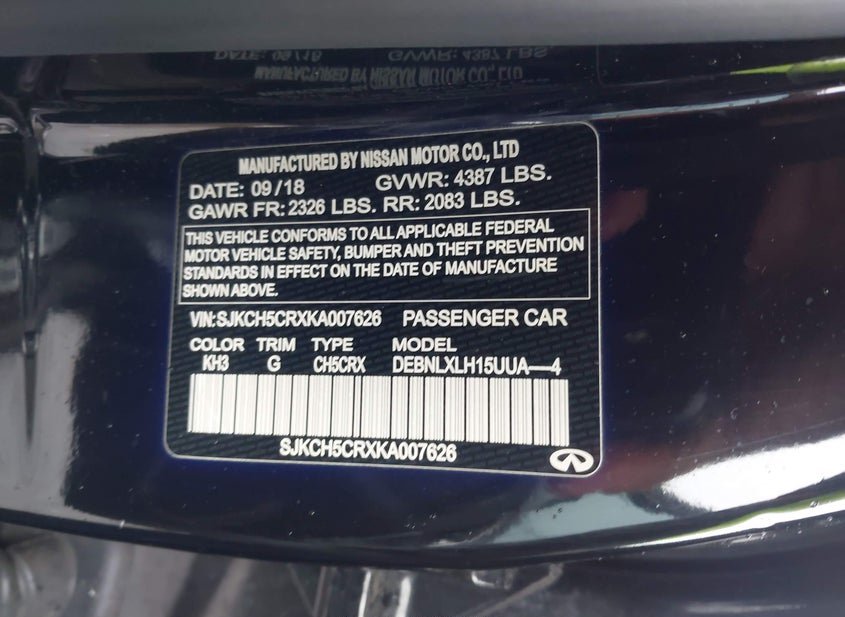 MANUFACTURED BY NISSAN MOTOR CO., LTD
DATE: 09/18 GVWR: 4387 LBS.
GAWR FR: 2326 LBS. RR: 2083 LBS.
THIS VEHICLE CONFORMS TO ALL APPLICABLE FEDERAL
MOTOR VEHICLE SAFETY, BUMPER AND THEFT PREVENTION
STANDARDS IN EFFECT ON THE DATE OF MANUFACTURE
SHOWN ABOVE.
VIN:SJKCH5CRXKA007626 PASSENGER CAR
COLOR TRIM TYPE MODEL
KH3 G CH5CRX DEBNLXLH15UUA—4
SJKCH5CRXKA007626